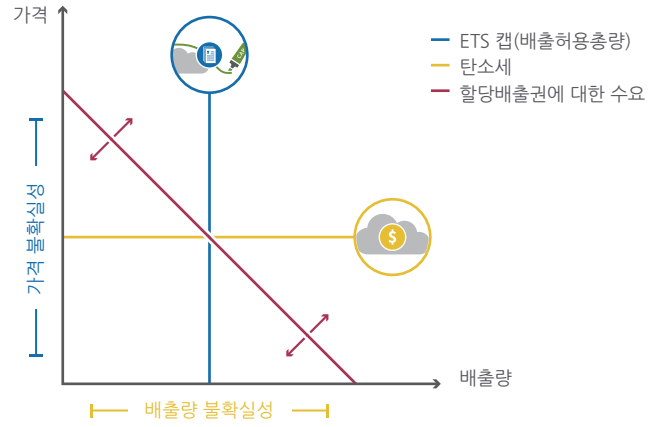 가격
ETS 캡(배출허용총량)
탄소세
할당배출권에 대한 수요
CAP
$
가격 불확실성
배출량
배출량 불확실성